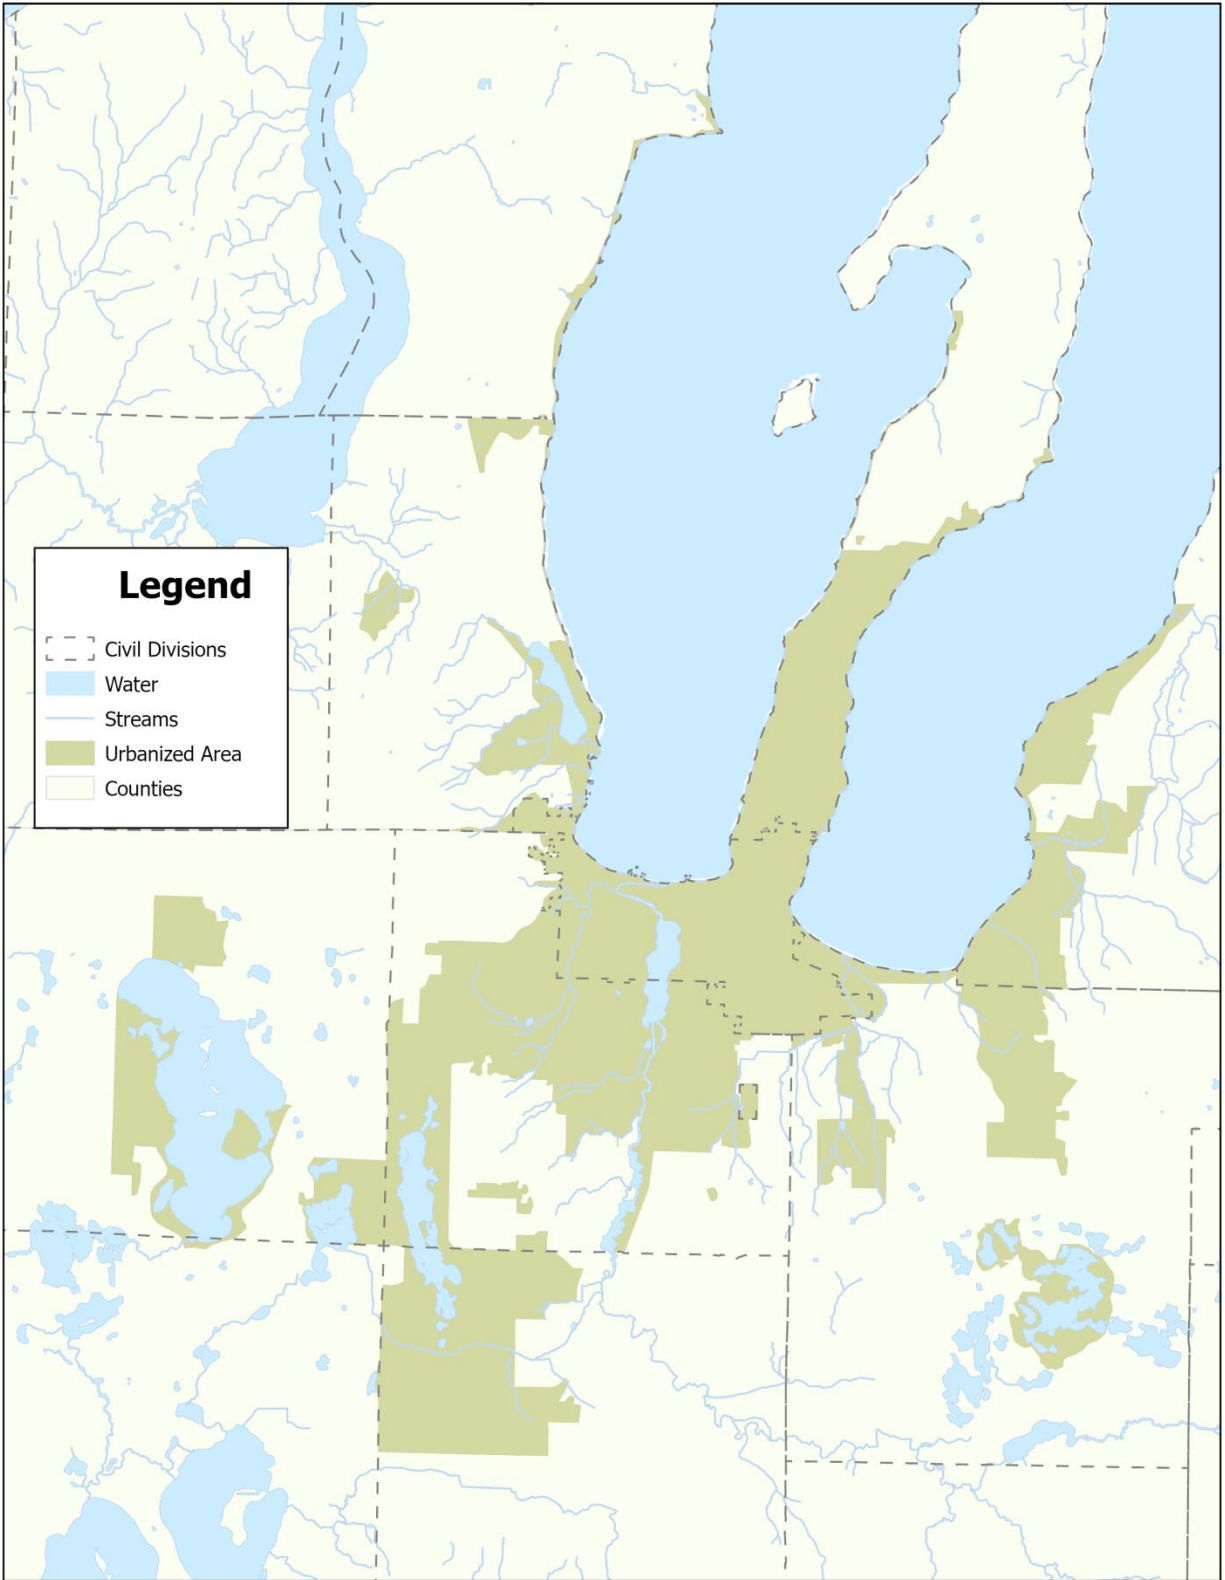 Legend
Civil Divisions
Water
Streams
Urbanized Area
Counties